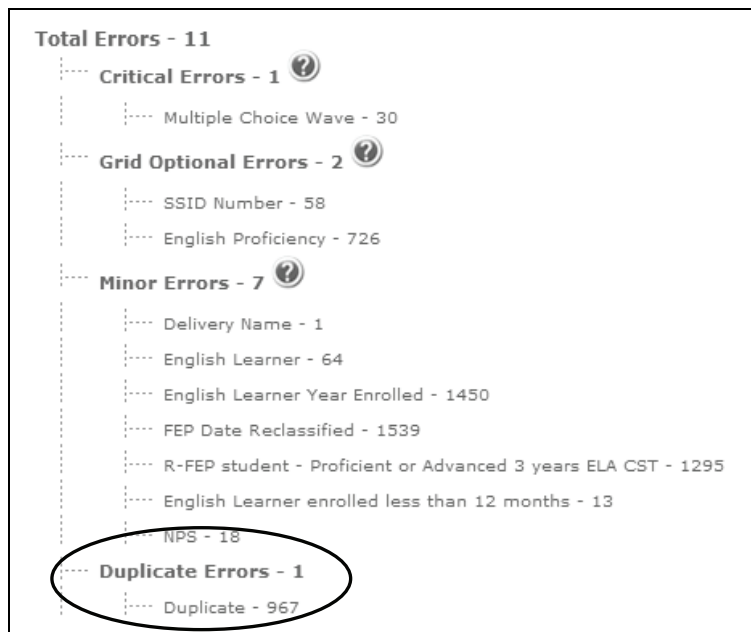 Total Errors - 11
Critical Errors - 1 ?
Multiple Choice Wave - 30
Grid Optional Errors - 2 ?
SSID Number - 58
English Proficiency - 726
Minor Errors - 7 ?
Delivery Name - 1
English Learner - 64
English Learner Year Enrolled - 1450
FEP Date Reclassified - 1539
R-FEP student - Proficient or Advanced 3 years ELA CST - 1295
English Learner enrolled less than 12 months - 13
NPS - 18
Duplicate Errors - 1
Duplicate - 967